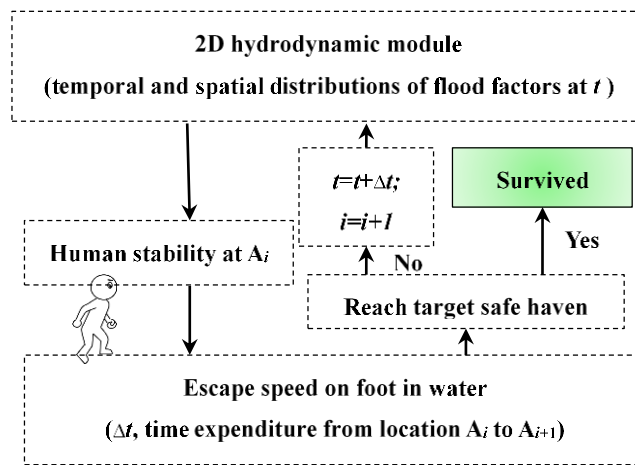 2D hydrodynamic module
(temporal and spatial distributions of flood factors at t )
t=t+Δt;
i=i+1
Survived
Human stability at Ai
No
Yes
Reach target safe haven
Escape speed on foot in water
(Δt, time expenditure from location Ai to Ai+1)